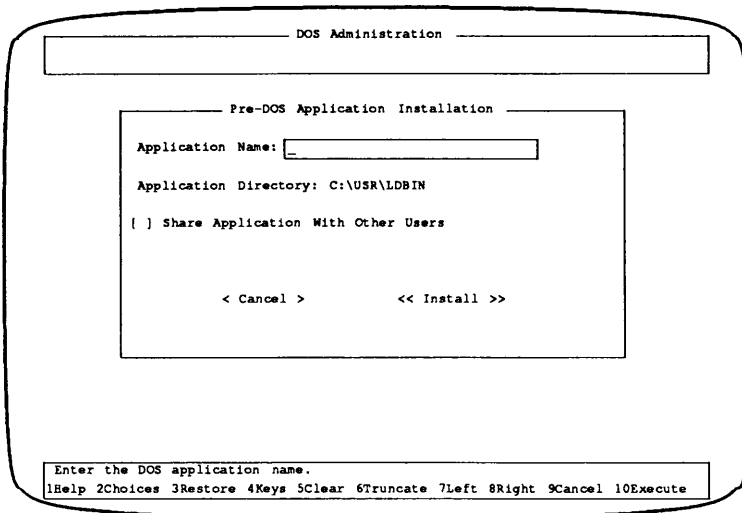 DOS Administration
Pre-DOS Application Installation
Application Name: _
Application Directory: C:\USR\LDBIN
[ ] Share Application With Other Users
< Cancel > << Install >>
Enter the DOS application name.
1Help 2Choices 3Restore 4Keys 5Clear 6Truncate 7Left 8Right 9Cancel 10Execute